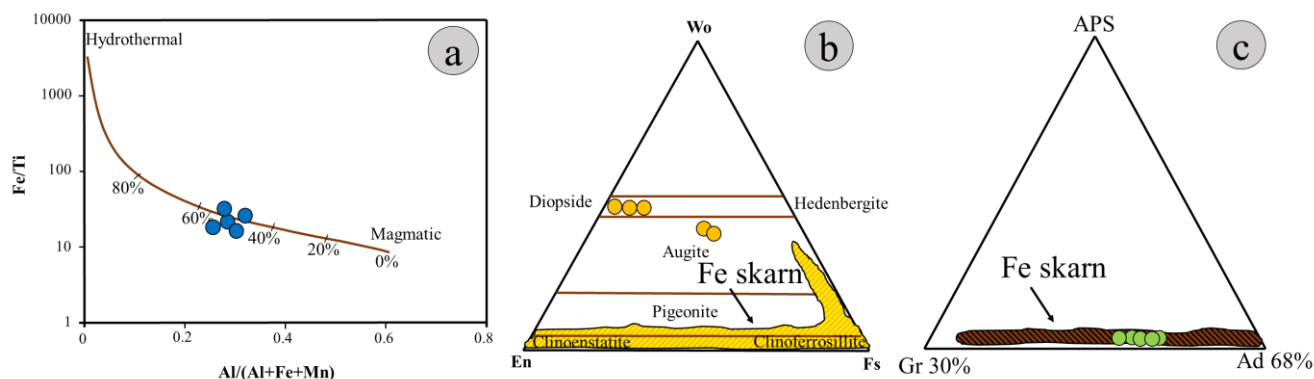 a
10000
1000
100
10
1
Fe/Ti
Hydrothermal
80%
60%
40%
20%
Magmatic
0%
0
0.2
0.4
0.6
0.8
Al/(Al+Fe+Mn)
b
Wo
Diopside
Hedenbergite
Augite
Fe skarn
Pigeonite
Clinoenstatite
Clinoferrosillite
En
Fs
c
APS
Fe skarn
Gr 30%
Ad 68%